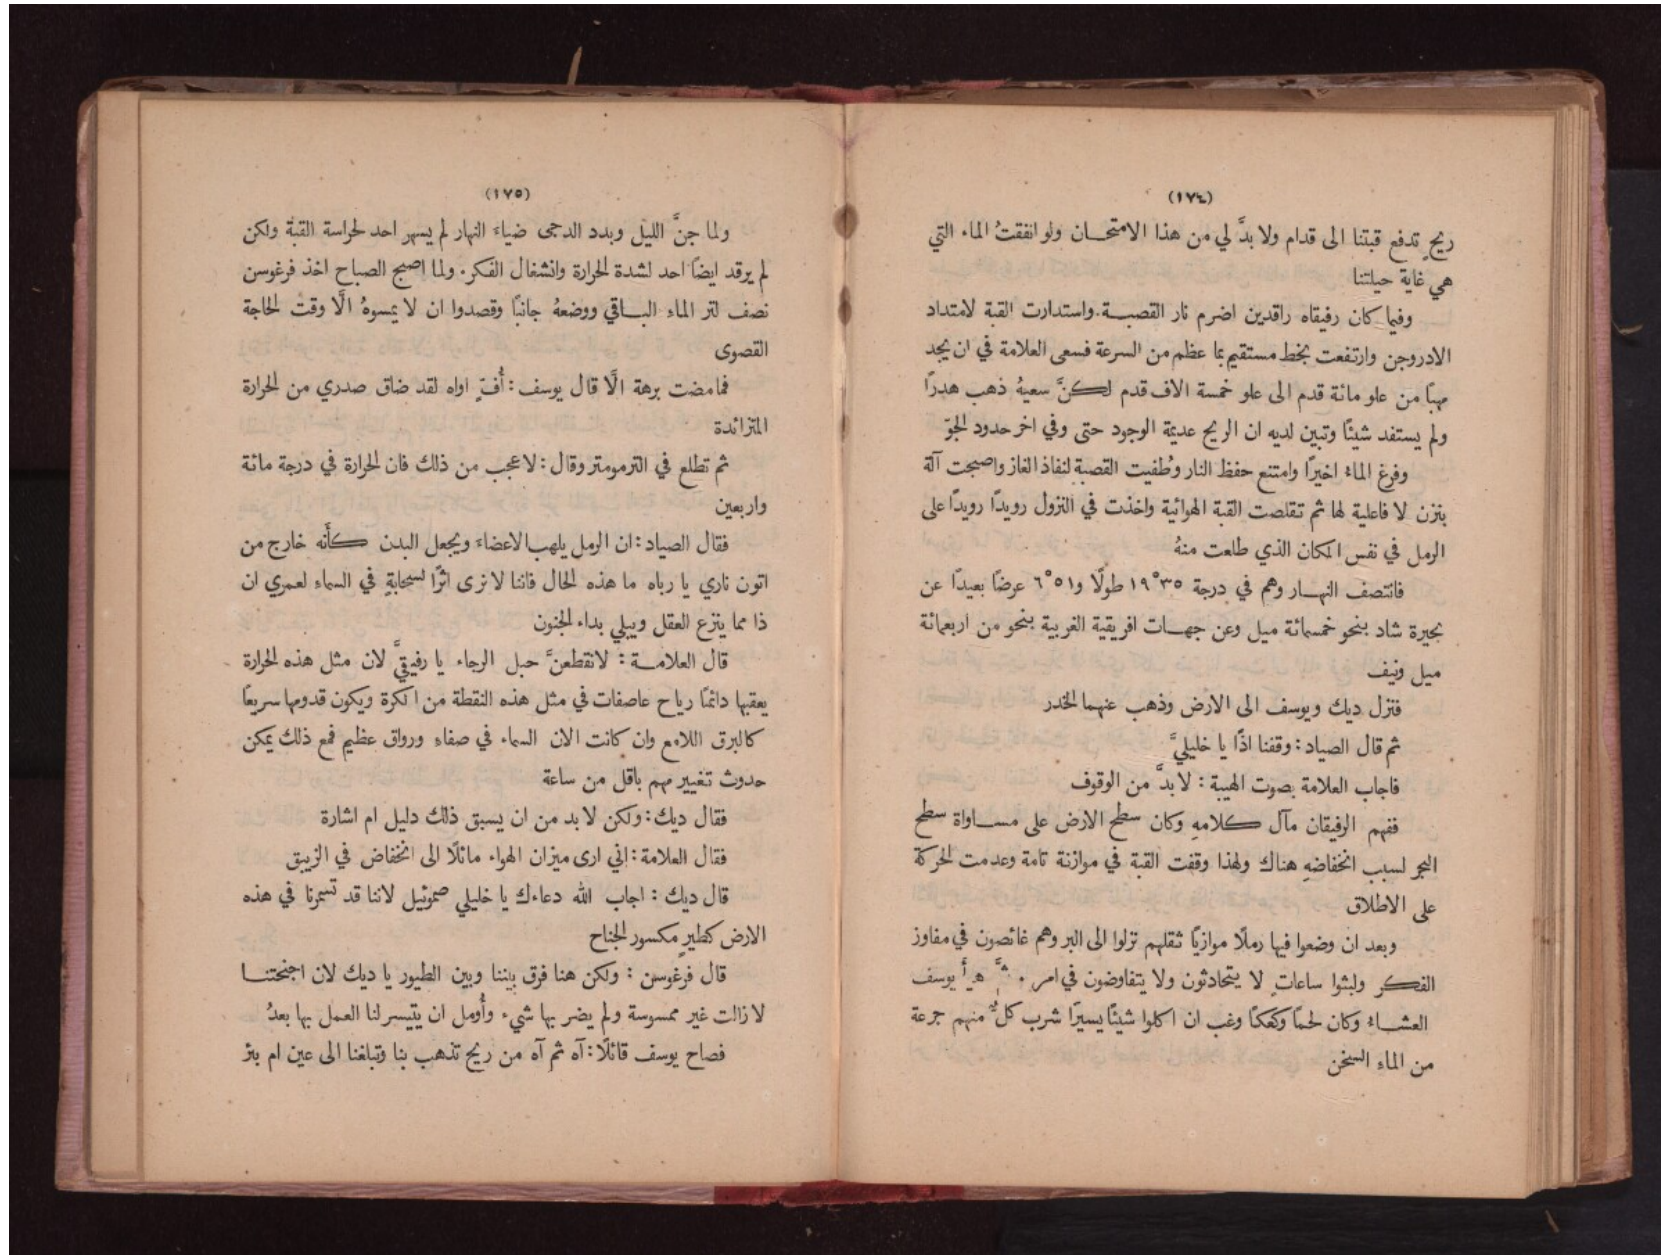 (١٧٤)
ريحٍ تدفع قبتنا الى قدام ولا بدَّ لي من هذا الامتحـان ولو انفقتُ الماء التي
هي غاية حيلتنا
وفيما كان رفيقاه راقدين اضرم نار القصبـة. واستدارت القبة لامتداد
الادروجن وارتفعت بخط مستقيم بما عظم من السرعة فسعى العلامة في ان يجد
مهبًا من علو مائة قدم الى علو خمسة الاف قدم لكنَّ سعيهُ ذهب هدرًا
ولم يستفد شيئًا وتبين لديه ان الريح عديمة الوجود حتى وفي اخر حدود الجوّ
وفرغ الماءُ اخيرًا وامتنع حفظ النار وطُفيت القصبة لنفاذ الغاز واصبحت آلة
بنزن لا فاعلية لها ثم تقلصت القبة الهوائية واخذت في النزول رويدًا رويدًا على
الرمل في نفس المكان الذي طلعت منهُ
فانتصف النهـار وهم في درجة ٣٥°١٩ طولًا و٥١°٦ عرضًا بعيدًا عن
بحيرة شاد بنحو خمسمائة ميل وعن جهـات افريقية الغربية بنحو من اربعمائة
ميل ونيف
فنزل ديك ويوسف الى الارض وذهب عنهما الخدر
ثم قال الصياد: وقفنا اذًا يا خليليَّ
فاجاب العلامة بصوت الهيبة: لا بدَّ من الوقوف
ففهم الرفيقان مآل كلامهِ وكان سطح الارض على مسـاواة سطح
البحر لسبب انخفاضهِ هناك ولهذا وقفت القبة في موازنة تامة وعدمت الحركة
على الاطلاق
وبعد ان وضعوا فيها رملًا موازيًا ثقلهم نزلوا الى البر وهم غائصون في مفاوز
الفكر ولبثوا ساعاتٍ لا يتحادثون ولا يتفاوضون في امر. ثمَّ هيأ يوسف
العشـاءُ وكان لحمًا وكعكًا وغب ان اكلوا شيئًا يسيرًا شرب كلٌّ منهم جرعة
من الماء السخن
(١٧٥)
ولما جنَّ الليل وبدد الدجى ضياء النهار لم يسهر احد لحراسة القبة ولكن
لم يرقد ايضًا احد لشدة الحرارة وانشغال الفكر. ولما اصبح الصباح اخذ فرغوسن
نصف لتر الماء البـاقي ووضعهُ جانبًا وقصدوا ان لا يمسوهُ الَّا وقت الحاجة
القصوى
فما مضت برهة الَّا قال يوسف: أُفٍّ اواه لقد ضاق صدري من الحرارة
المتزائدة
ثم تطلع في الترمومتر وقال: لا عجب من ذلك فان الحرارة في درجة مائة
واربعين
فقال الصياد: ان الرمل يلهب الاعضاء ويجعل البدن كأنه خارج من
اتون ناري يا رباه ما هذه الحال فاننا لا نرى اثرًا لسحابةٍ في السماء لعمري ان
ذا مما ينزع العقل ويبلي بداء الجنون
قال العلامـة: لا نقطعنَّ حبل الرجاء يا رفيقيَّ لان مثل هذه الحرارة
يعقبها دائمًا رياح عاصفات في مثل هذه النقطة من الكرة ويكون قدومها سريعًا
كالبرق اللامع وان كانت الان السماء في صفاءِ ورواق عظيم فمع ذلك يمكن
حدوث تغيير مهم باقل من ساعة
فقال ديك: ولكن لا بد من ان يسبق ذلك دليل ام اشارة
فقال العلامة: اني ارى ميزان الهواء مائلًا الى انخفاض في الزيبق
قال ديك: اجاب الله دعاءك يا خليلي صموئيل لاننا قد تسمرنا في هذه
الارض كطيرٍ مكسور الجناح
قال فرغوسن: ولكن هنا فرق بيننا وبين الطيور يا ديك لان اجنحتنـا
لا زالت غير ممسوسة ولم يضر بها شيء وأُومل ان يتيسر لنا العمل بها بعدُ
فصاح يوسف قائلًا: آه ثم آه من ريح تذهب بنا وتبلغنا الى عين ام بئر